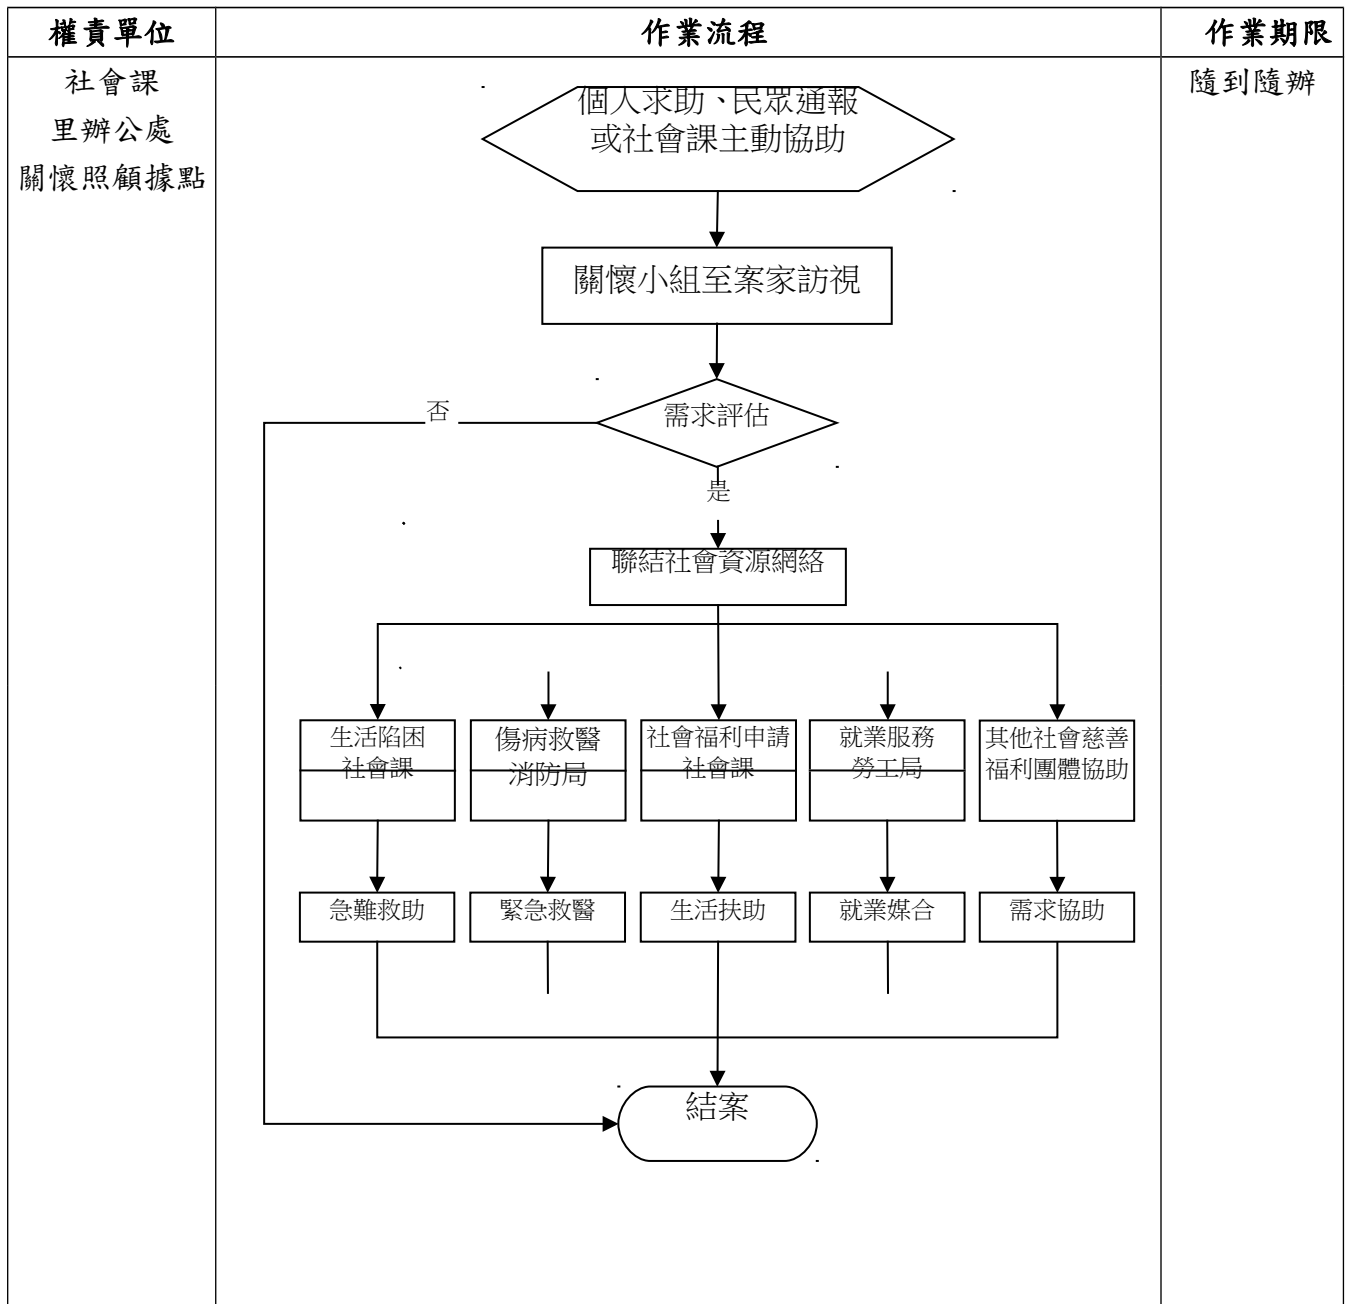 權責單位
作業流程
作業期限
社會課
里辦公處
關懷照顧據點
隨到隨辦
個人求助、民眾通報
或社會課主動協助
關懷小組至案家訪視
需求評估
否
是
聯結社會資源網絡
生活陷困
社會課
傷病救醫
消防局
社會福利申請
社會課
就業服務
勞工局
其他社會慈善
福利團體協助
急難救助
緊急救醫
生活扶助
就業媒合
需求協助
結案